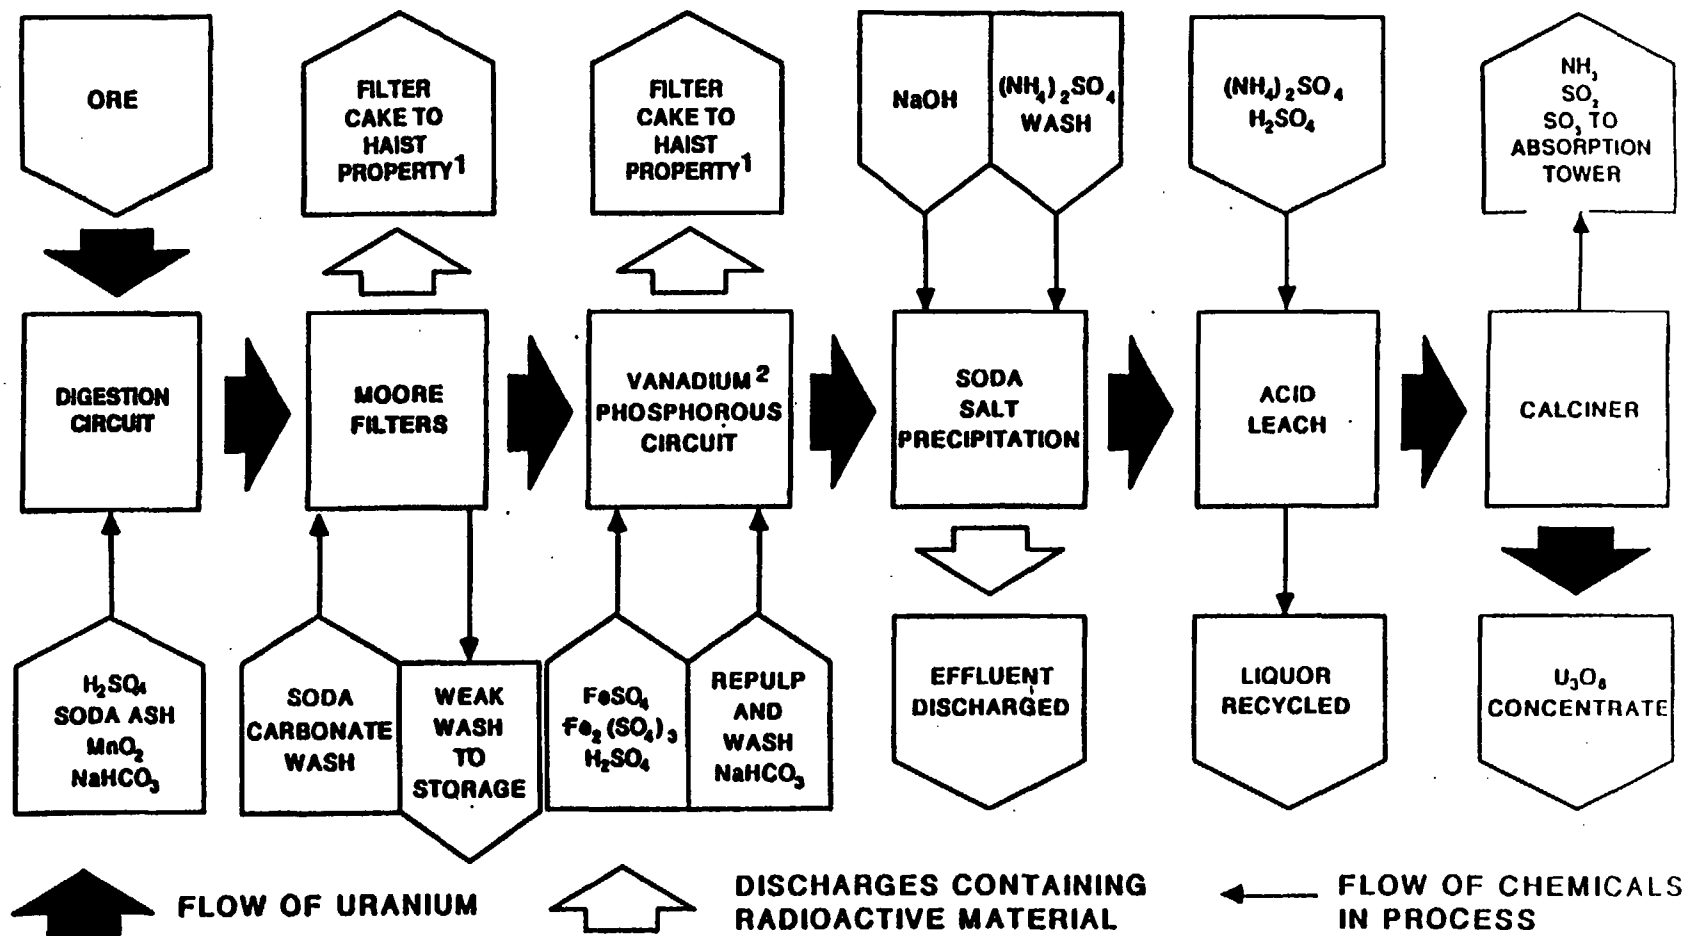 ORE
FILTER
CAKE TO
HAIST
PROPERTY¹
FILTER
CAKE TO
HAIST
PROPERTY¹
NaOH
(NH₄)₂SO₄
WASH
(NH₄)₂SO₄
H₂SO₄
NH₃
SO₂
SO₃ TO
ABSORPTION
TOWER
DIGESTION
CIRCUIT
MOORE
FILTERS
VANADIUM²
PHOSPHOROUS
CIRCUIT
SODA
SALT
PRECIPITATION
ACID
LEACH
CALCINER
H₂SO₄
SODA ASH
MnO₂
NaHCO₃
SODA
CARBONATE
WASH
WEAK
WASH
TO
STORAGE
FeSO₄
Fe₂(SO₄)₃
H₂SO₄
REPULP
AND
WASH
NaHCO₃
EFFLUENT
DISCHARGED
LIQUOR
RECYCLED
U₃O₈
CONCENTRATE
FLOW OF URANIUM
DISCHARGES CONTAINING
RADIOACTIVE MATERIAL
FLOW OF CHEMICALS
IN PROCESS